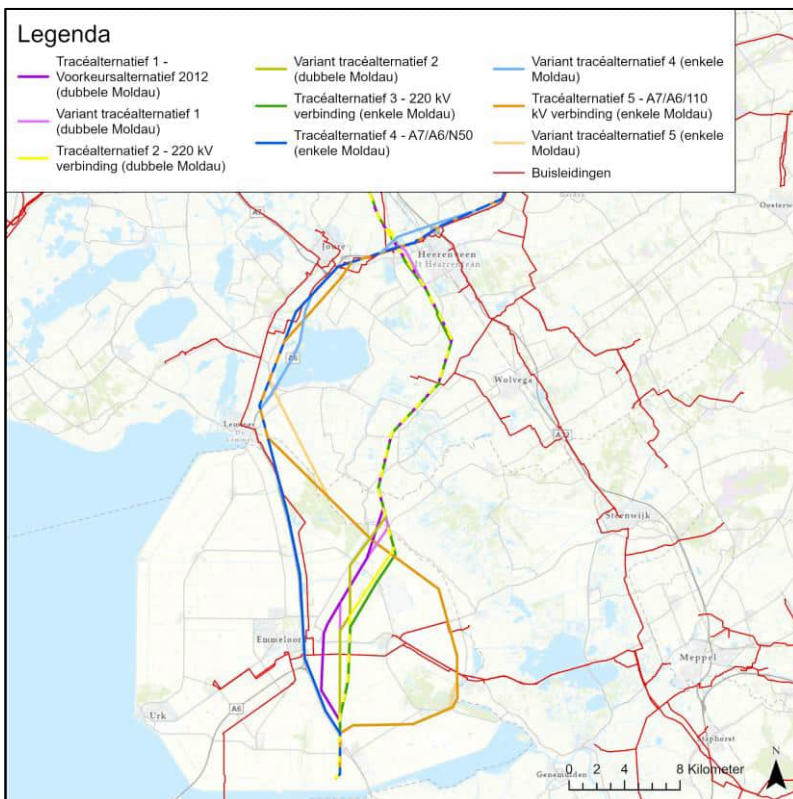 Legenda
Tracéalternatief 1 -
Voorkeursalternatief 2012
(dubbele Moldau)
Variant tracéalternatief 1
(dubbele Moldau)
Tracéalternatief 2 - 220 kV
verbinding (dubbele Moldau)
Variant tracéalternatief 2
(dubbele Moldau)
Tracéalternatief 3 - 220 kV
verbinding (enkele Moldau)
Tracéalternatief 4 - A7/A6/N50
(enkele Moldau)
Variant tracéalternatief 4 (enkele
Moldau)
Tracéalternatief 5 - A7/A6/110
kV verbinding (enkele Moldau)
Variant tracéalternatief 5 (enkele
Moldau)
Buisleidingen
A7
Joure
Heerenveen
It Hearrenfean
Wolvega
Steenwijk
Meppel
Urk
A6
N
0 2 4 8 Kilometer